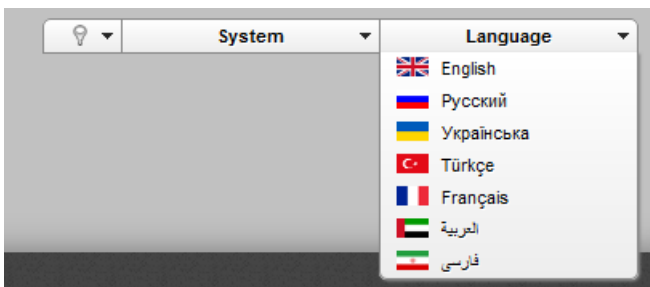 System
Language
English
Русский
Українська
Türkçe
Français
العربية
فارسی